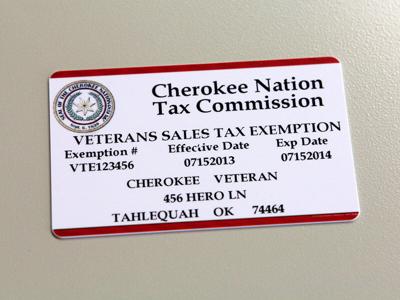 Cherokee Nation
Tax Commission
VETERANS SALES TAX EXEMPTION
Exemption # Effective Date Exp Date
VTE123456 07152013 07152014
CHEROKEE VETERAN
456 HERO LN
TAHLEQUAH OK 74464